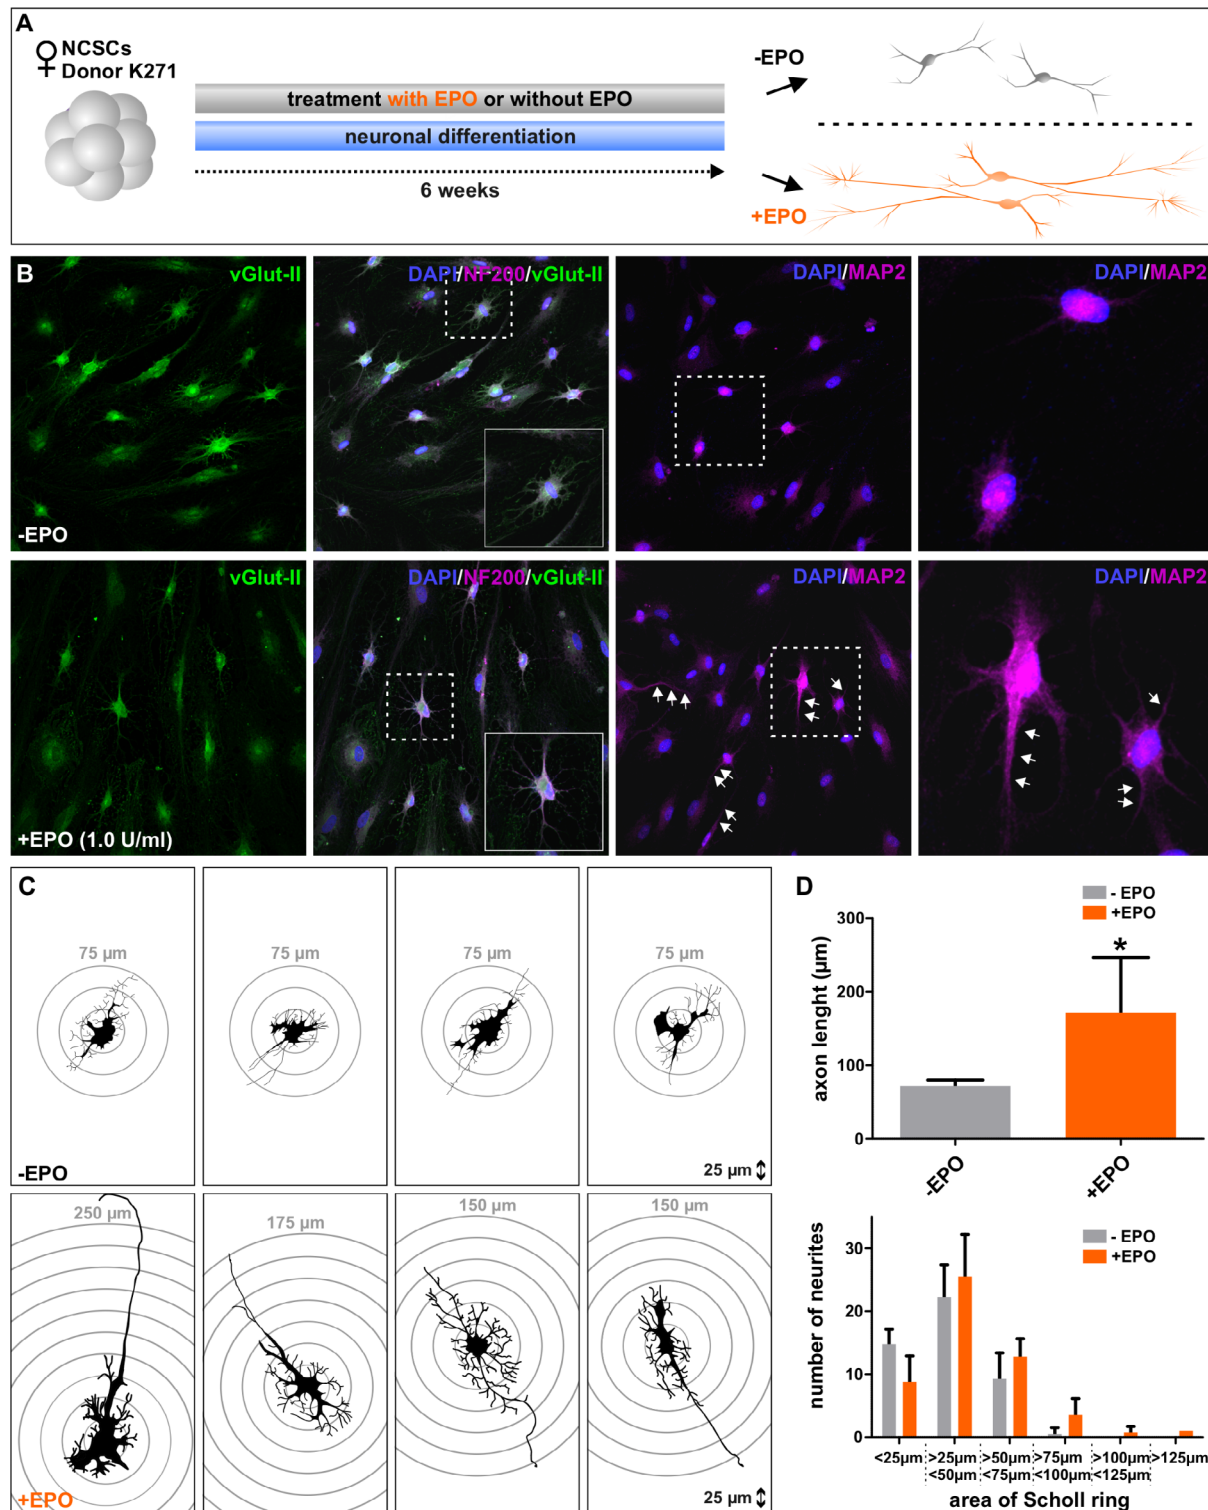 A
♀ NCSCs
Donor K271
treatment with EPO or without EPO
neuronal differentiation
6 weeks
-EPO
+EPO
B
vGlut-II
DAPI/NF200/vGlut-II
DAPI/MAP2
DAPI/MAP2
-EPO
vGlut-II
DAPI/NF200/vGlut-II
DAPI/MAP2
DAPI/MAP2
+EPO (1.0 U/ml)
C
75 µm
75 µm
75 µm
75 µm
-EPO
25 µm
250 µm
175 µm
150 µm
150 µm
+EPO
25 µm
D
- EPO
+EPO
300
200
100
0
axon lenght (µm)
*
-EPO
+EPO
- EPO
+EPO
30
20
10
0
number of neurites
<25µm
>25µm
<50µm
>50µm
<75µm
>75µm
<100µm
>100µm
<125µm
>125µm
area of Scholl ring